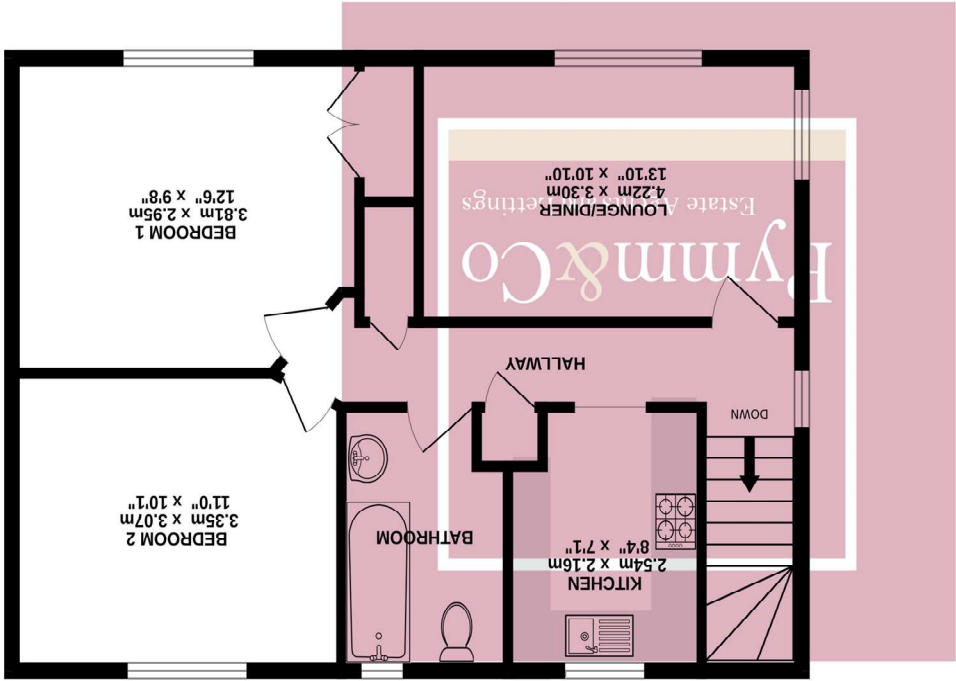 KITCHEN
2.54m x 2.16m
8'4" x 7'1"
BATHROOM
BEDROOM 2
3.35m x 3.07m
11'0" x 10'1"
DOWN
HALLWAY
Pymm&Co
Estate Agents and Lettings
LOUNGE/DINER
4.22m x 3.30m
13'10" x 10'10"
BEDROOM 1
3.81m x 2.95m
12'6" x 9'8"